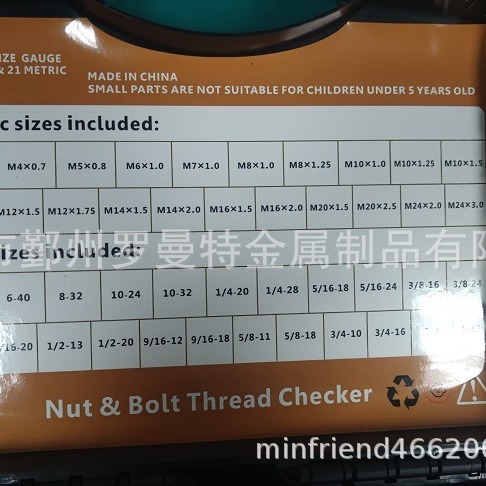 IZE GAUGE
& 21 METRIC
MADE IN CHINA
SMALL PARTS ARE NOT SUITABLE FOR CHILDREN UNDER 5 YEARS OLD
c sizes included:
M4×0.7 M5×0.8 M6×1.0 M7×1.0 M8×1.0 M8×1.25 M10×1.0 M10×1.25 M10×1.5
M12×1.5 M12×1.75 M14×1.5 M14×2.0 M16×1.5 M16×2.0 M20×1.5 M20×2.5 M24×2.0 M24×3.0
izes included:
鄞州罗曼特金属制品有限
6-40 8-32 10-24 10-32 1/4-20 1/4-28 5/16-18 5/16-24 3/8-16 3/8-24
16-20 1/2-13 1/2-20 9/16-12 9/16-18 5/8-11 5/8-18 3/4-10 3/4-16
Nut & Bolt Thread Checker
minfriend466200